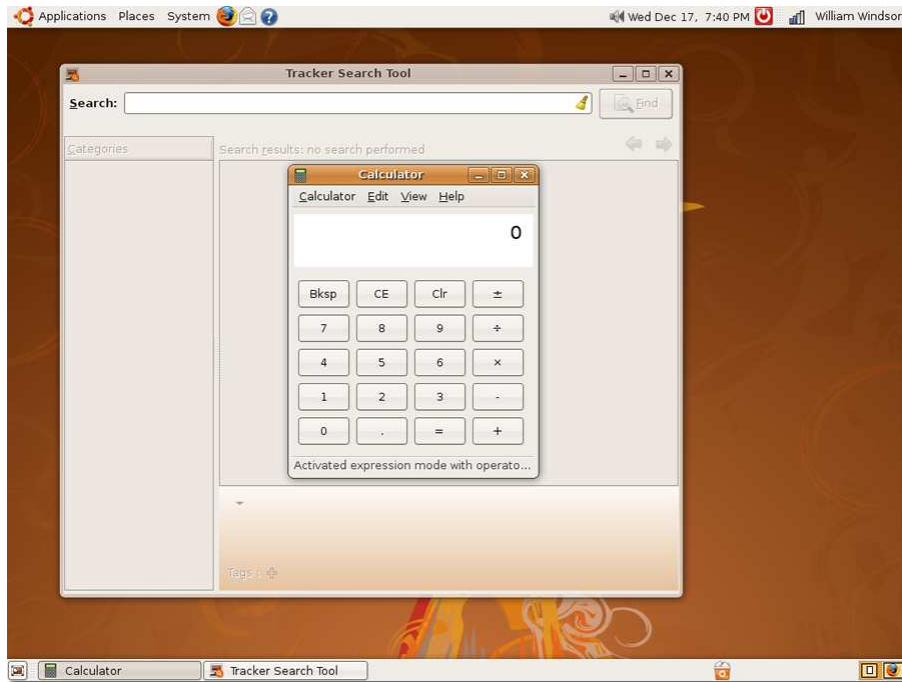 Applications Places System Wed Dec 17, 7:40 PM William Windsor
Tracker Search Tool
Search: Find
Categories
Search results: no search performed
Calculator
Calculator Edit View Help
0
Bksp CE Clr ±
7 8 9 ÷
4 5 6 ×
1 2 3 -
0 . = +
Activated expression mode with operato...
Tags :
Calculator Tracker Search Tool